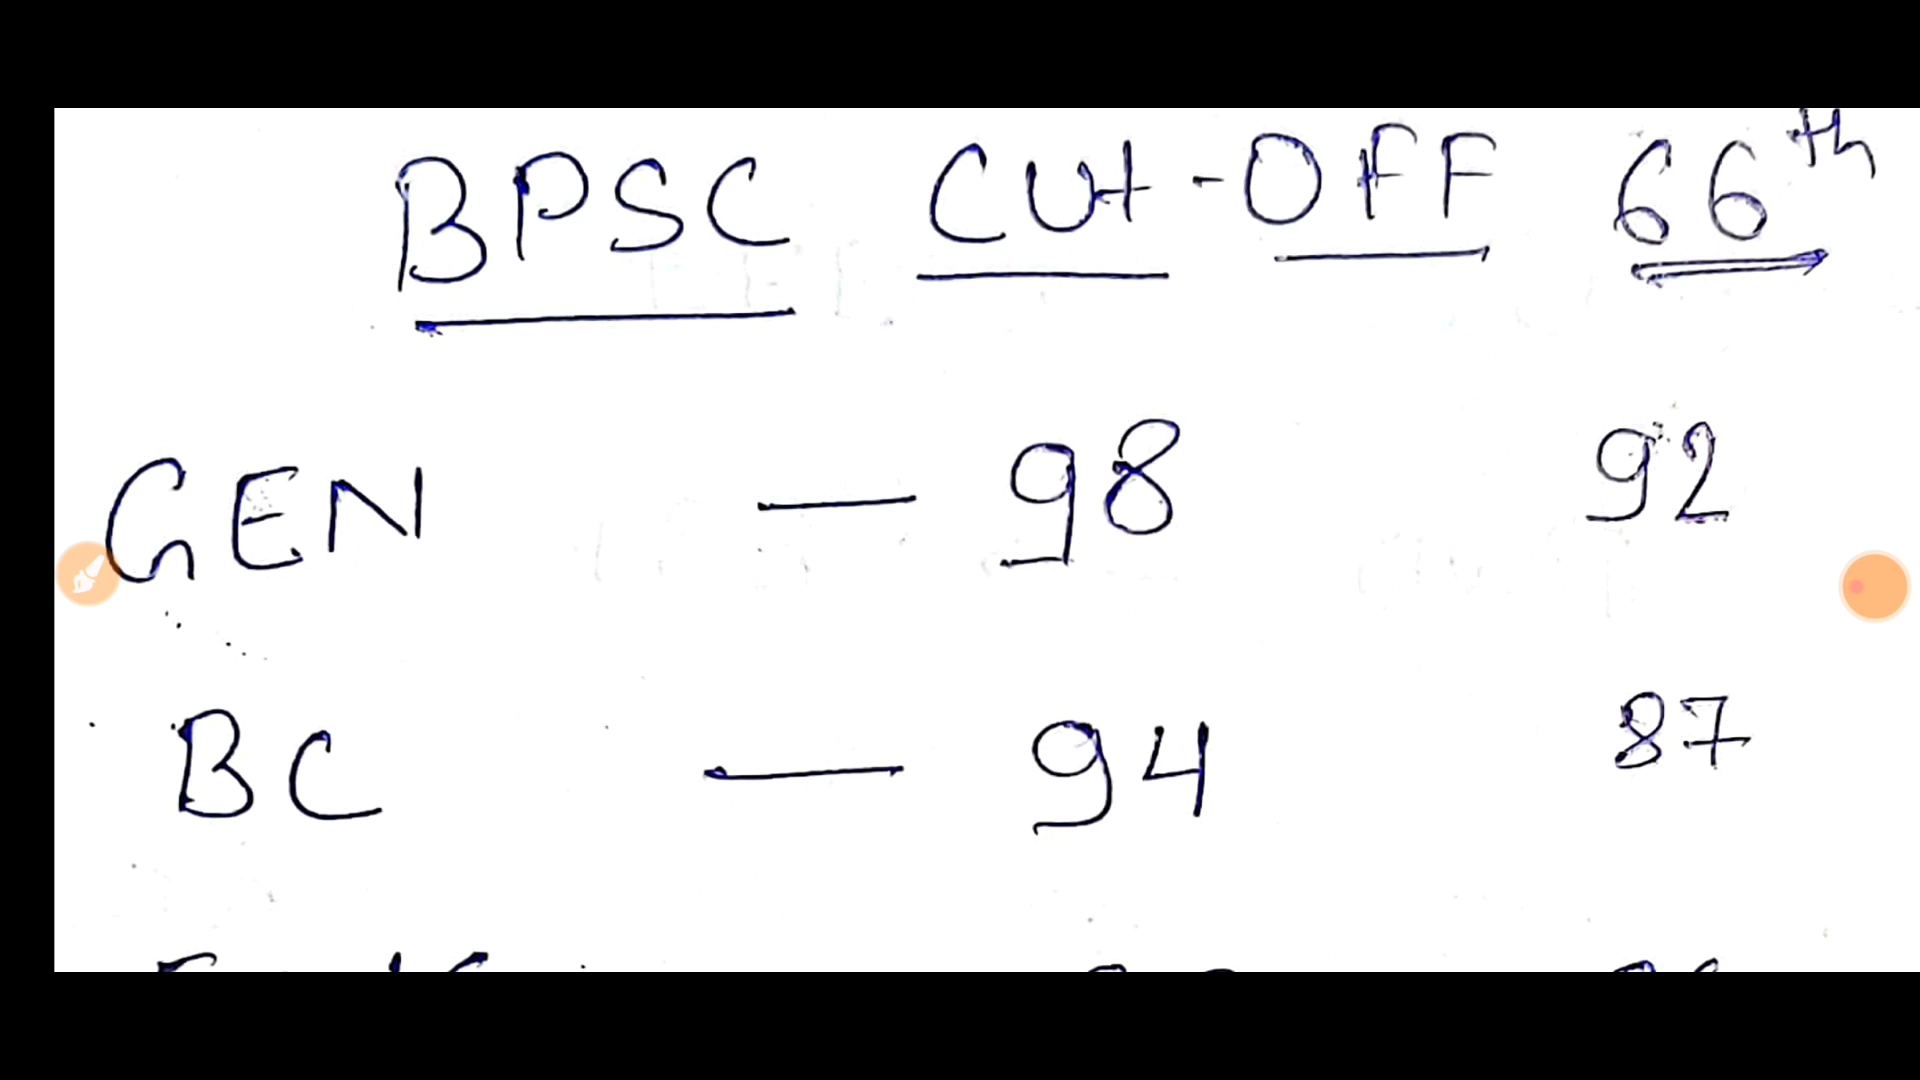 BPSC CUt-OFF 66th
GEN — 98 92
BC — 94 87